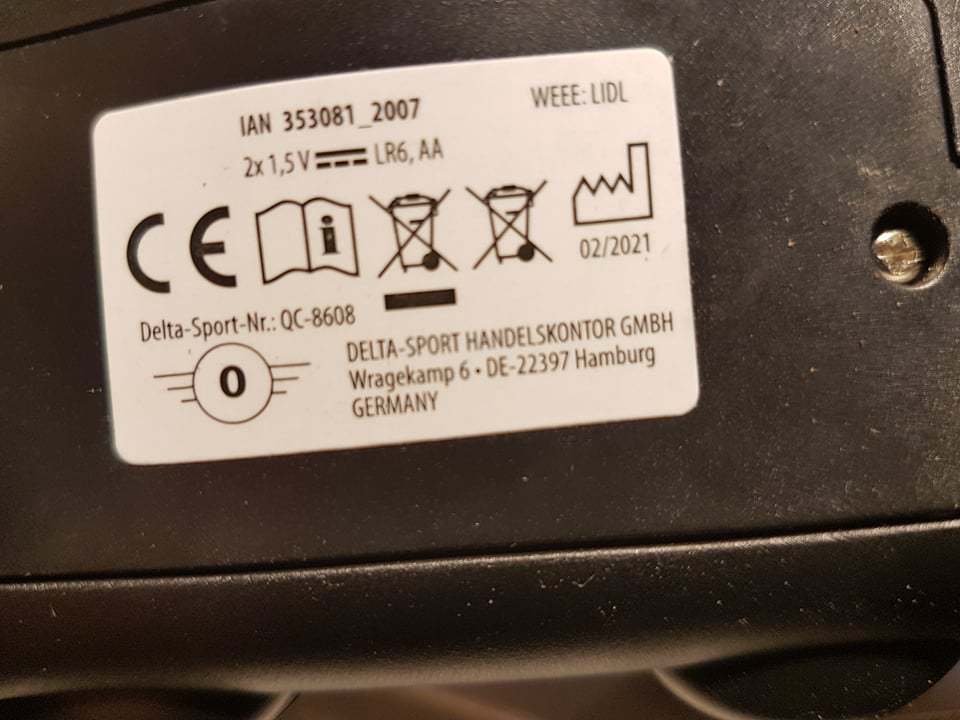 IAN 353081_2007
WEEE: LIDL
2x 1,5 V LR6, AA
CE
i
02/2021
Delta-Sport-Nr.: QC-8608
0
DELTA-SPORT HANDELSKONTOR GMBH
Wragekamp 6 • DE-22397 Hamburg
GERMANY